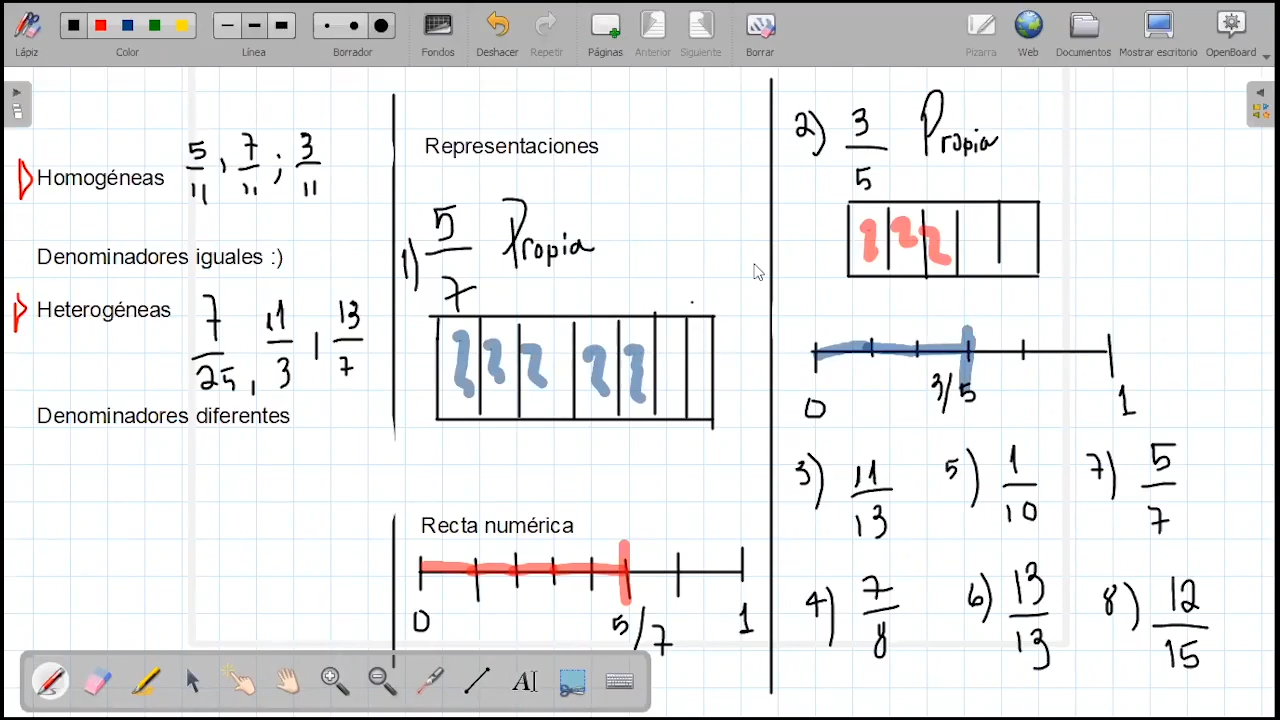 Lápiz Color Línea Borrador Fondos Deshacer Repetir Páginas Anterior Siguiente Borrar Pizarra Web Documentos Mostrar escritorio OpenBoard
5/11 , 7/11 ; 3/11
Homogéneas
Denominadores iguales :)
Heterogéneas
7/25 , 11/3 , 13/7
Denominadores diferentes
Representaciones
1) 5/7 Propia
Recta numérica
0 5/7 1
2) 3/5 Propia
0 3/5 1
3) 11/13 5) 1/10 7) 5/7
4) 7/8 6) 13/13 8) 12/15